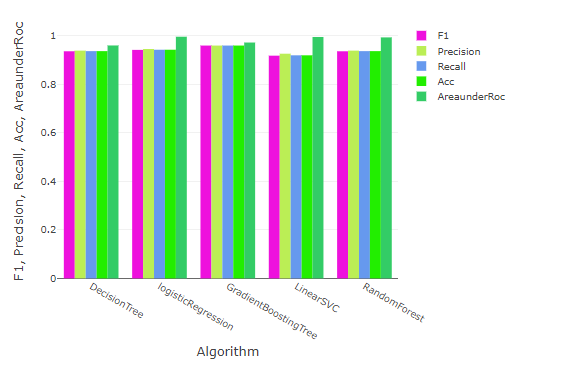 F1, Precision, Recall, Acc, AreaunderRoc
1
0.8
0.6
0.4
0.2
0
DecisionTree
logisticRegression
GradientBoostingTree
LinearSVC
RandomForest
Algorithm
F1
Precision
Recall
Acc
AreaunderRoc